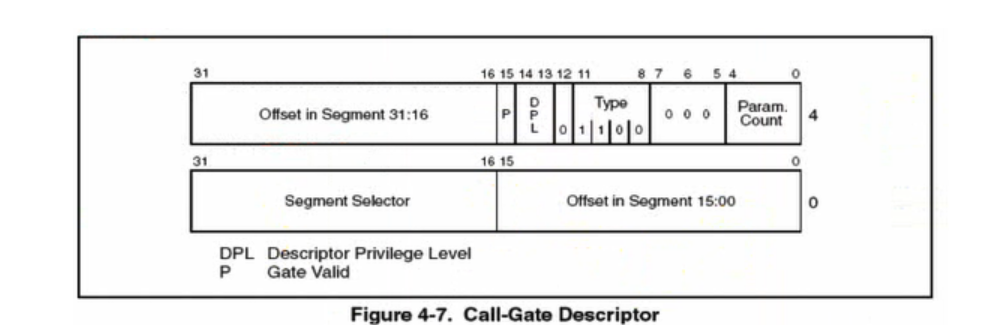 31 16 15 14 13 12 11 8 7 6 5 4 0
Offset in Segment 31:16 P DPL 0 Type 1 1 0 0 0 0 0 Param. Count 4
31 16 15 0
Segment Selector Offset in Segment 15:00 0
DPL Descriptor Privilege Level
P Gate Valid
Figure 4-7. Call-Gate Descriptor